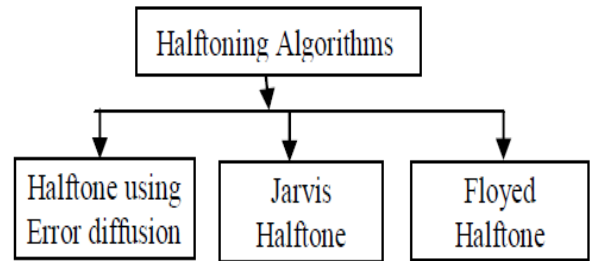 Halftoning Algorithms
Halftone using
Error diffusion
Jarvis
Halftone
Floyed
Halftone